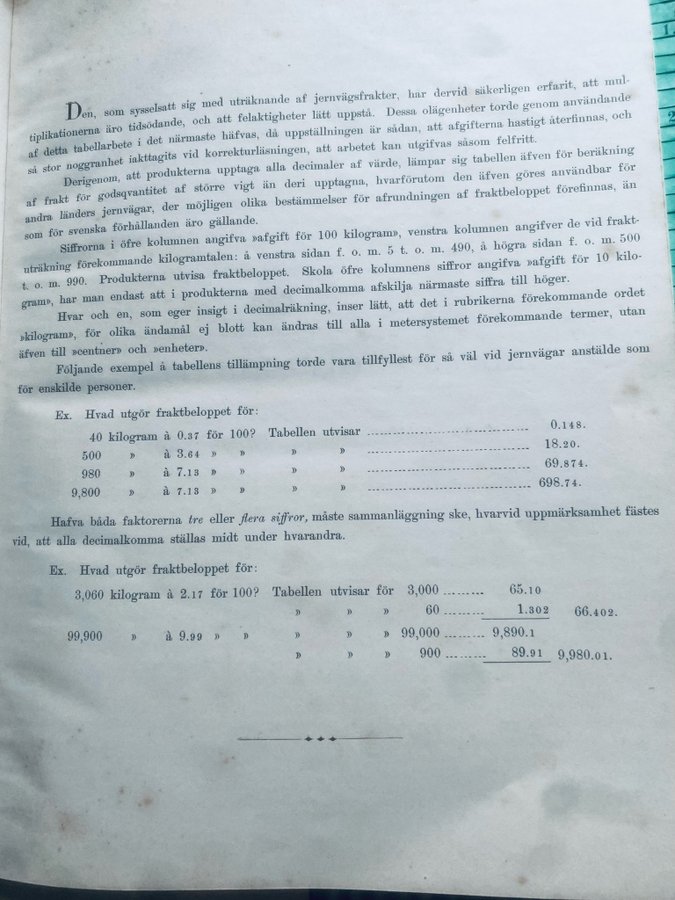 Den, som sysselsatt sig med uträknande af jernvägsfrakter, har dervid säkerligen erfarit, att mul-
tiplikationerna äro tidsödande, och att felaktigheter lätt uppstå. Dessa olägenheter torde genom användande
af detta tabellarbete i det närmaste häfvas, då uppställningen är sådan, att afgifterna hastigt återfinnas, och
så stor noggranhet iakttagits vid korrekturläsningen, att arbetet kan utgifvas såsom felfritt.
Derigenom, att produkterna upptaga alla decimaler af värde, lämpar sig tabellen äfven för beräkning
af frakt för godsqvantitet af större vigt än deri upptagna, hvarförutom den äfven göres användbar för
andra länders jernvägar, der möjligen olika bestämmelser för afrundningen af fraktbeloppet förefinnas, än
som för svenska förhållanden äro gällande.
Siffrorna i öfre kolumnen angifva »afgift för 100 kilogram», venstra kolumnen angifver de vid frakt-
uträkning förekommande kilogramtalen: å venstra sidan f. o. m. 5 t. o. m. 490, å högra sidan f. o. m. 500
t. o. m. 990. Produkterna utvisa fraktbeloppet. Skola öfre kolumnens siffror angifva »afgift för 10 kilo-
gram», har man endast att i produkterna med decimalkomma afskilja närmaste siffra till höger.
Hvar och en, som eger insigt i decimalräkning, inser lätt, att det i rubrikerna förekommande ordet
»kilogram», för olika ändamål ej blott kan ändras till alla i metersystemet förekommande termer, utan
äfven till »centner» och »enheter».
Följande exempel å tabellens tillämpning torde vara tillfyllest för så väl vid jernvägar anstälde som
för enskilde personer.
Ex. Hvad utgör fraktbeloppet för:
40 kilogram à 0.37 för 100? Tabellen utvisar 0.148.
500 » à 3.64 » » » » 18.20.
980 » à 7.13 » » » » 69.874.
9,800 » à 7.13 » » » » 698.74.
Hafva båda faktorerna tre eller flera siffror, måste sammanläggning ske, hvarvid uppmärksamhet fästes
vid, att alla decimalkomma ställas midt under hvarandra.
Ex. Hvad utgör fraktbeloppet för:
3,060 kilogram à 2.17 för 100? Tabellen utvisar för 3,000 65.10
» » » 60 1.302 66.402.
99,900 » à 9.99 » » » » » 99,000 9,890.1
» » » 900 89.91 9,980.01.